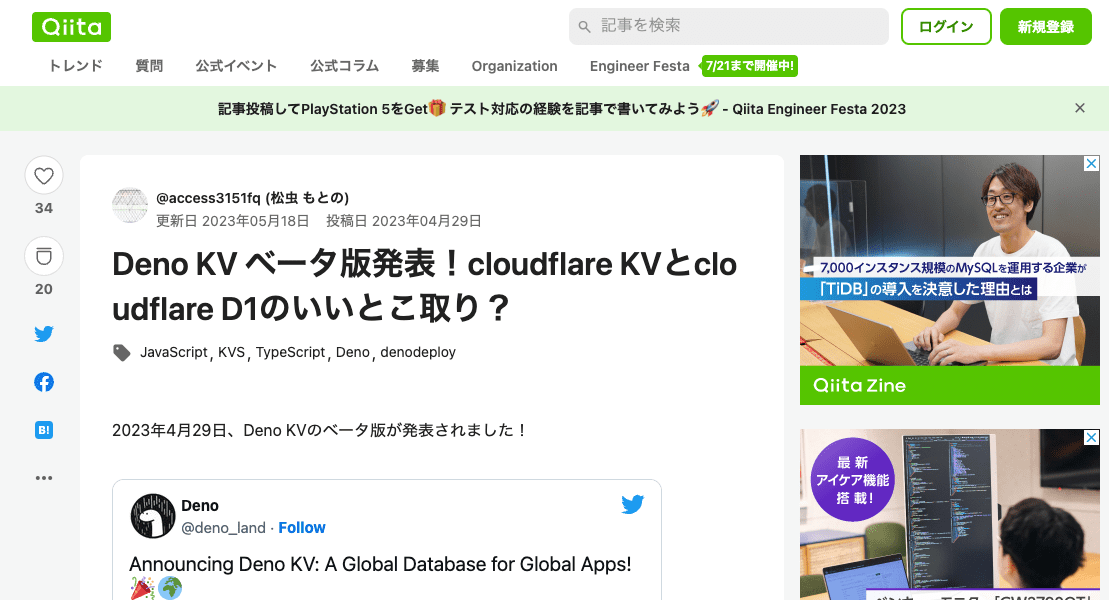 Qiita
記事を検索
ログイン
新規登録
トレンド
質問
公式イベント
公式コラム
募集
Organization
Engineer Festa
7/21まで開催中!
記事投稿してPlayStation 5をGet🎁 テスト対応の経験を記事で書いてみよう🚀 - Qiita Engineer Festa 2023
34
20
B!
@access3151fq (松虫 もとの)
更新日 2023年05月18日 投稿日 2023年04月29日
Deno KV ベータ版発表！cloudflare KVとclo
udflare D1のいいとこ取り？
JavaScript, KVS, TypeScript, Deno, denodeploy
2023年4月29日、Deno KVのベータ版が発表されました！
Deno
@deno_land · Follow
Announcing Deno KV: A Global Database for Global Apps!
🎉🌍
7,000インスタンス規模のMySQLを運用する企業が
「TiDB」の導入を決意した理由とは
Qiita Zine
最新
アイケア機能
搭載!